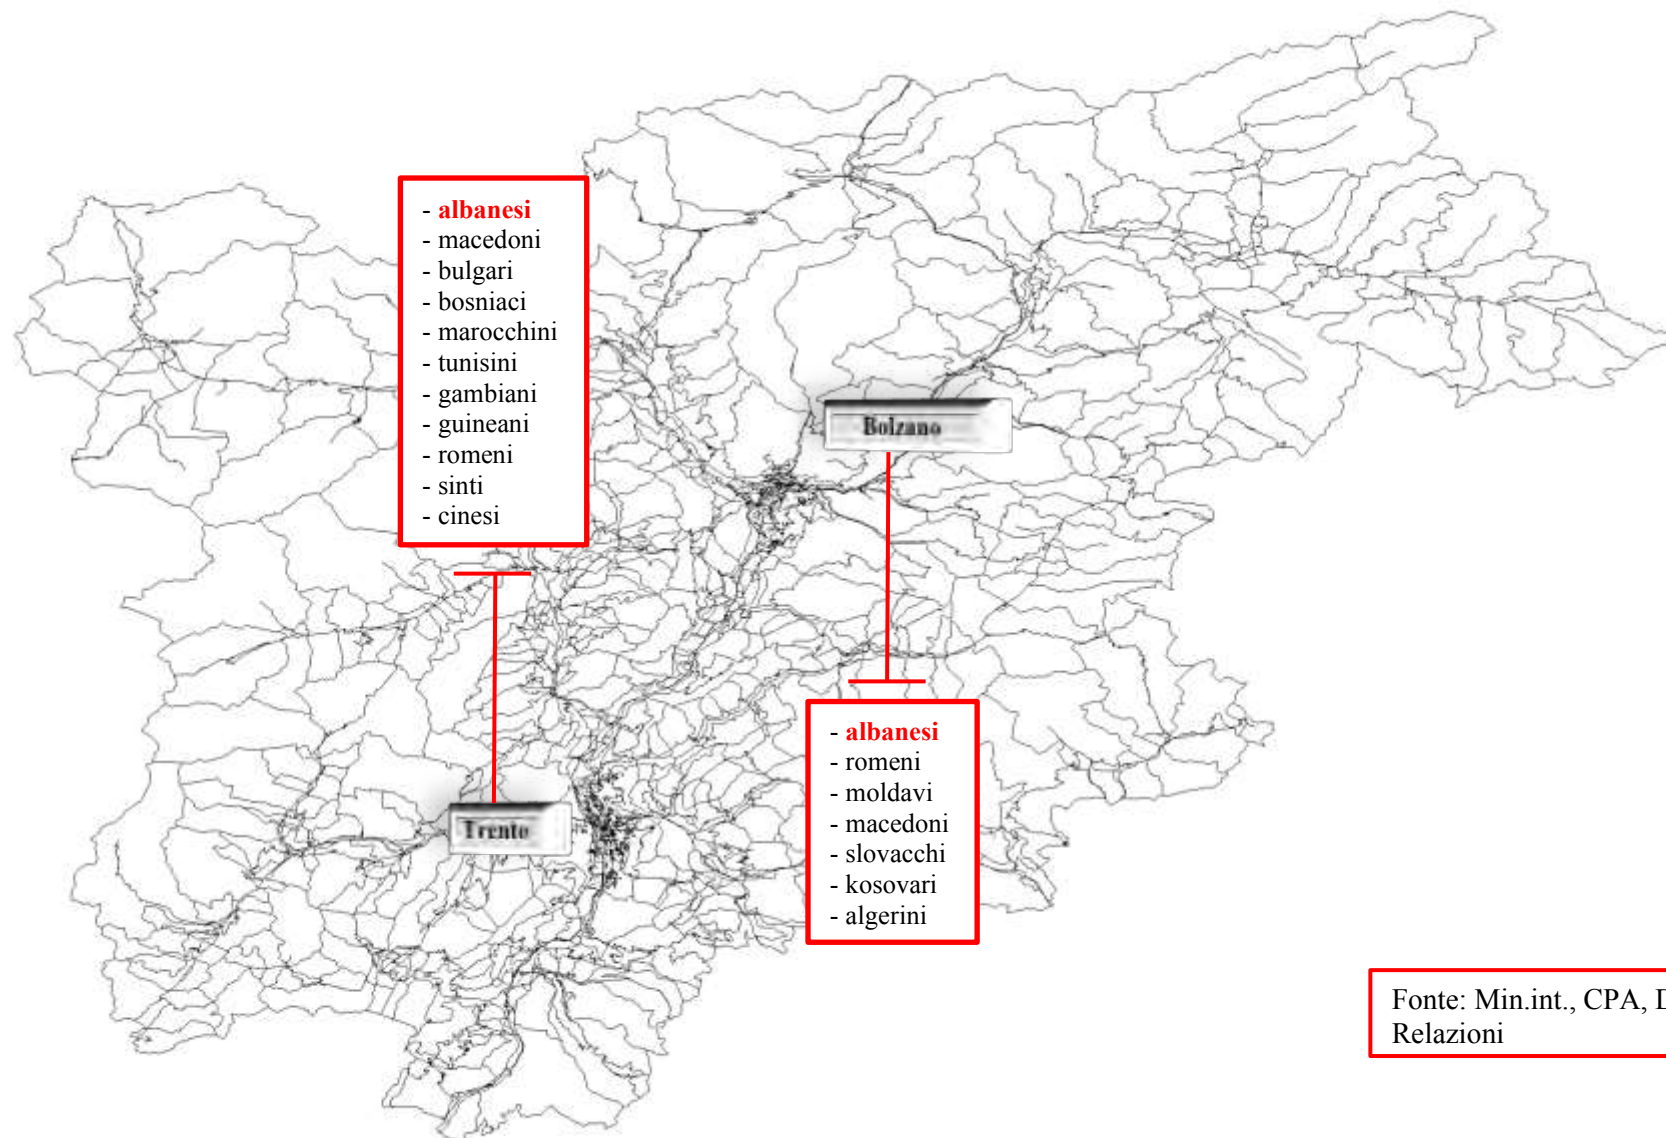 - albanesi
- macedoni
- bulgari
- bosniaci
- marocchini
- tunisini
- gambiani
- guineani
- romeni
- sinti
- cinesi
Bolzano
- albanesi
- romeni
- moldavi
- macedoni
- slovacchi
- kosovari
- algerini
Trento
Fonte: Min.int., CPA, D
Relazioni